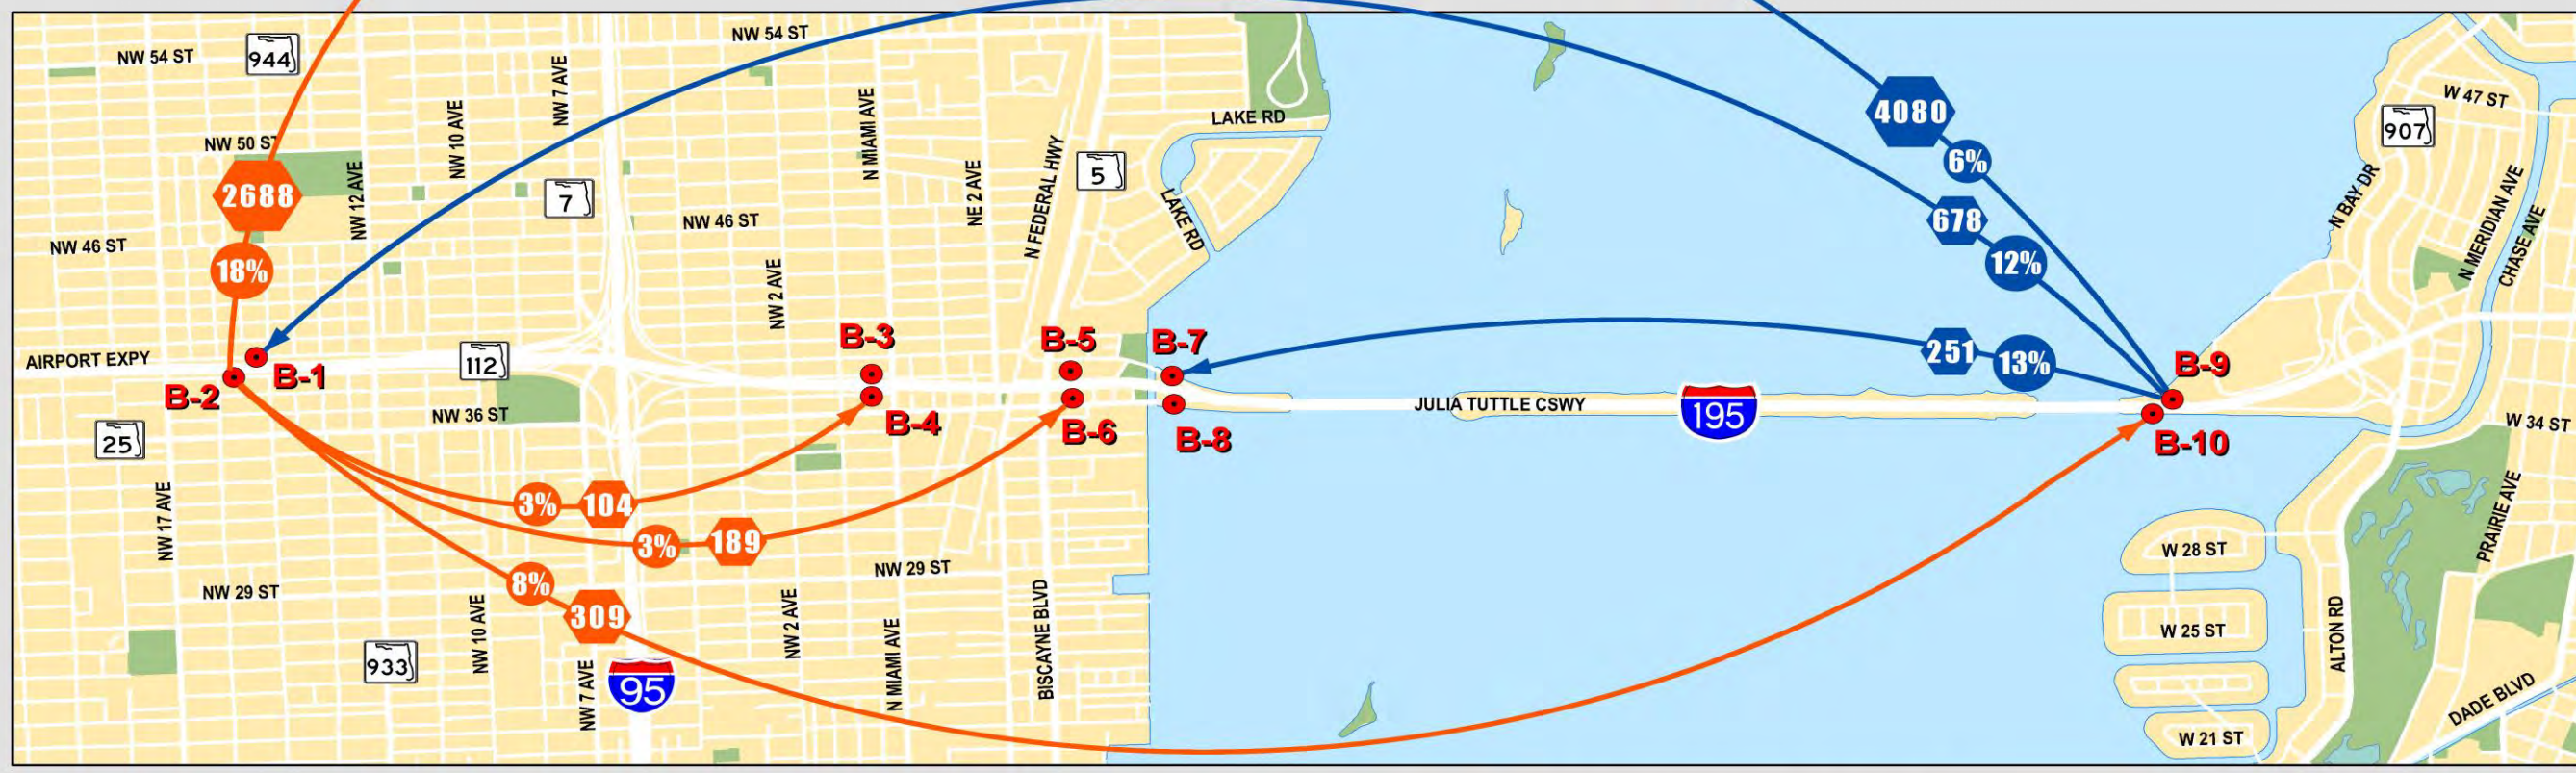 NW 54 ST
944
NW 7 AVE
NW 54 ST
N MIAMI AVE
LAKE RD
4080
6%
W 47 ST
907
NW 50 ST
NW 10 AVE
NW 12 AVE
2688
7
NE 2 AVE
N FEDERAL HWY
5
LAKE RD
678
12%
N BAY DR
N MERIDIAN AVE
CHASE AVE
NW 46 ST
NW 46 ST
18%
NW 2 AVE
AIRPORT EXPY
B-1
B-2
112
B-3
B-4
B-5
B-6
B-7
B-8
251
13%
B-9
B-10
JULIA TUTTLE CSWY
195
NW 36 ST
25
W 34 ST
3%
104
3%
189
NW 17 AVE
8%
309
NW 29 ST
NW 29 ST
W 28 ST
PRAIRIE AVE
933
NW 10 AVE
NW 7 AVE
95
NW 2 AVE
N MIAMI AVE
BISCAYNE BLVD
W 25 ST
ALTON RD
W 21 ST
DADE BLVD